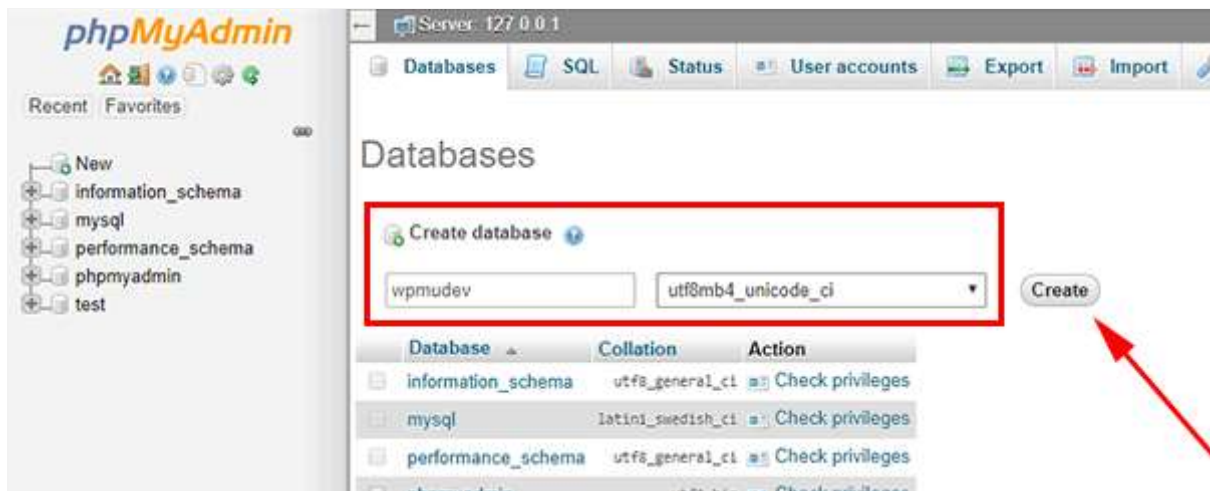 phpMyAdmin
Recent Favorites
New
information_schema
mysql
performance_schema
phpmyadmin
test
Server: 127.0.0.1
Databases SQL Status User accounts Export Import
Databases
Create database
wpmudev utf8mb4_unicode_ci Create
Database Collation Action
information_schema utf8_general_ci Check privileges
mysql latin1_swedish_ci Check privileges
performance_schema utf8_general_ci Check privileges